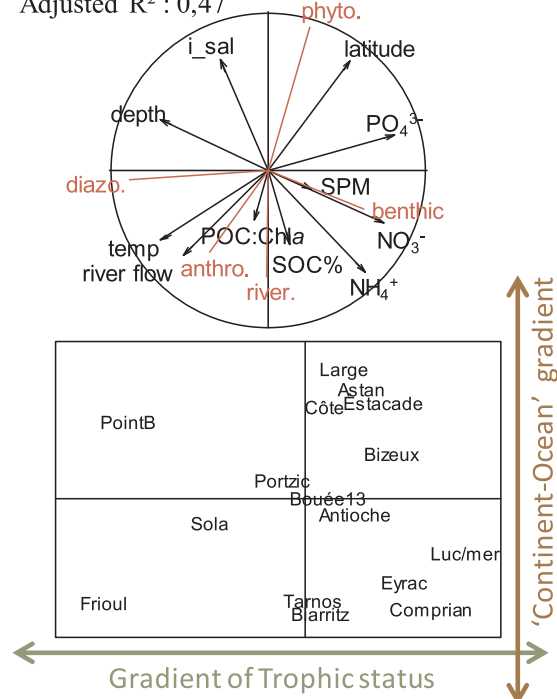 Adjusted R² : 0,47
phyto.
i_sal
latitude
depth
PO₄³⁻
diazo.
SPM
benthic
POC:Chla
NO₃⁻
temp
river flow
anthro.
SOC%
river.
NH₄⁺
Large
Astan
Côte
Estacade
PointB
Bizeux
Portzic
Bouée13
Antioche
Sola
Luc/mer
Eyrac
Frioul
Tarnos
Biarritz
Comprian
'Continent-Ocean' gradient
Gradient of Trophic status